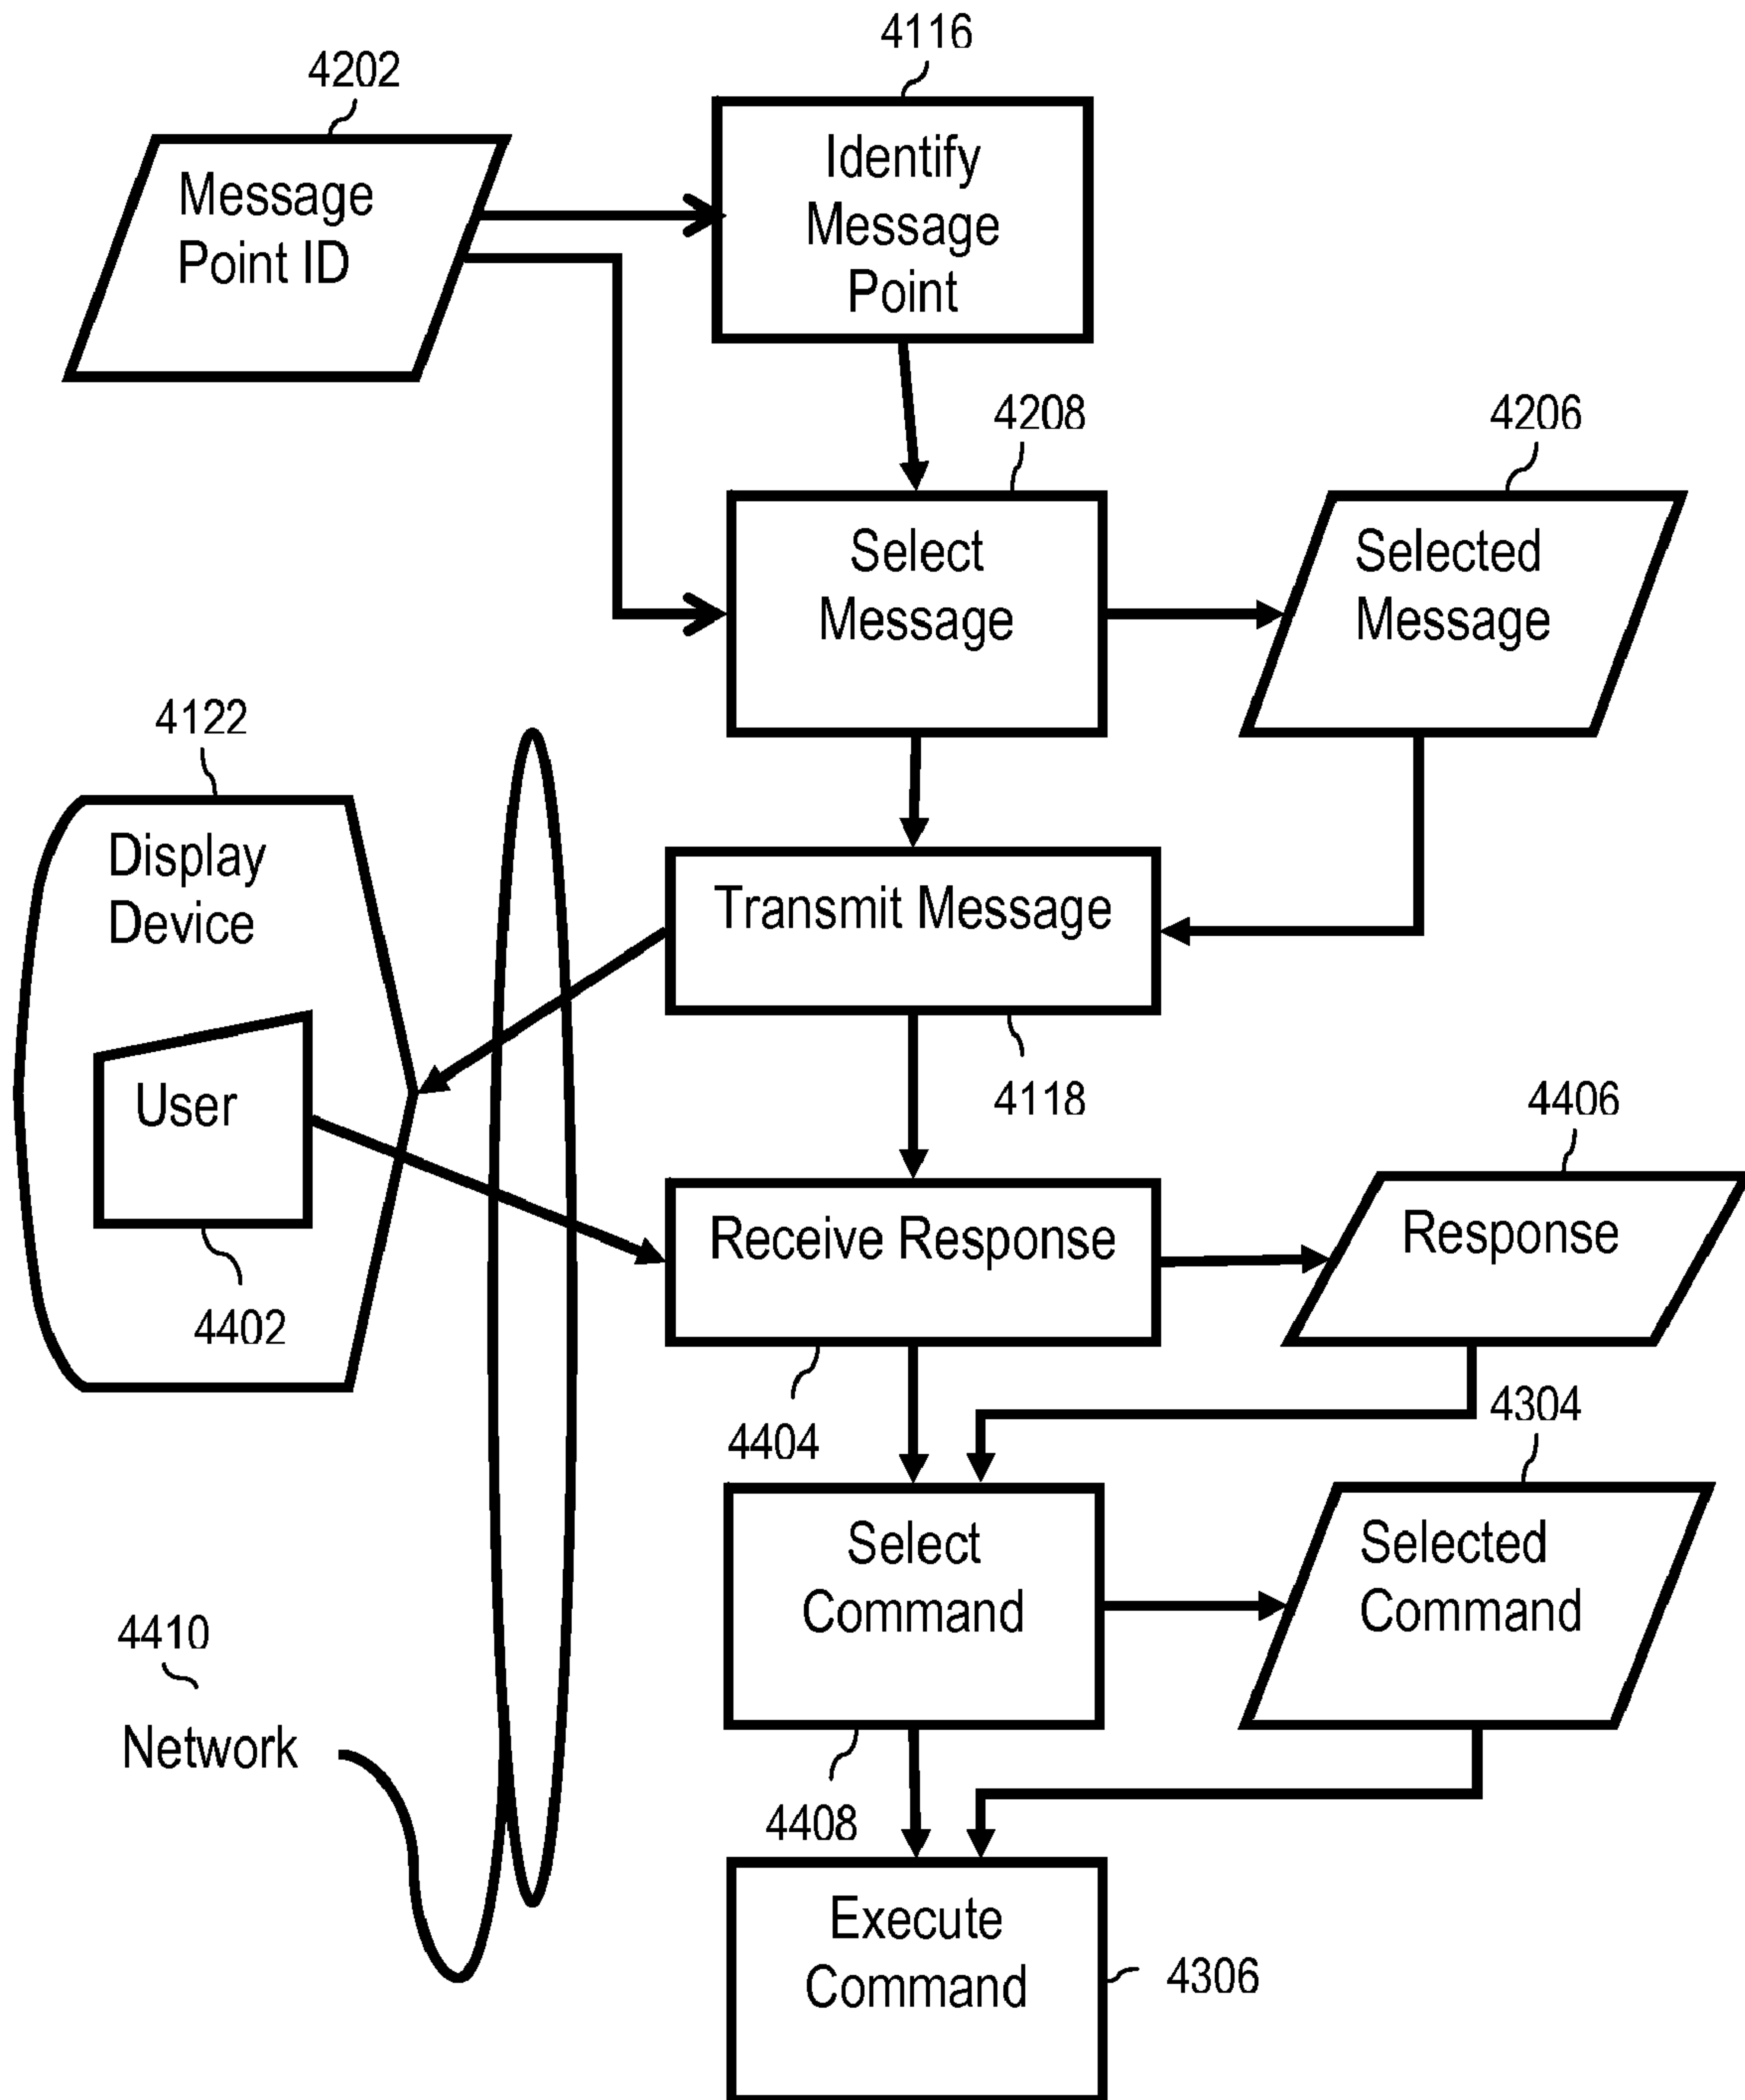 4116
4202
Identify
Message
Point
Message
Point ID
4208
4206
Select
Message
Selected
Message
4122
Display
Device
Transmit Message
User
4118
4406
Receive Response
Response
4402
4404
4304
Select
Command
Selected
Command
4410
Network
4408
Execute
Command
4306